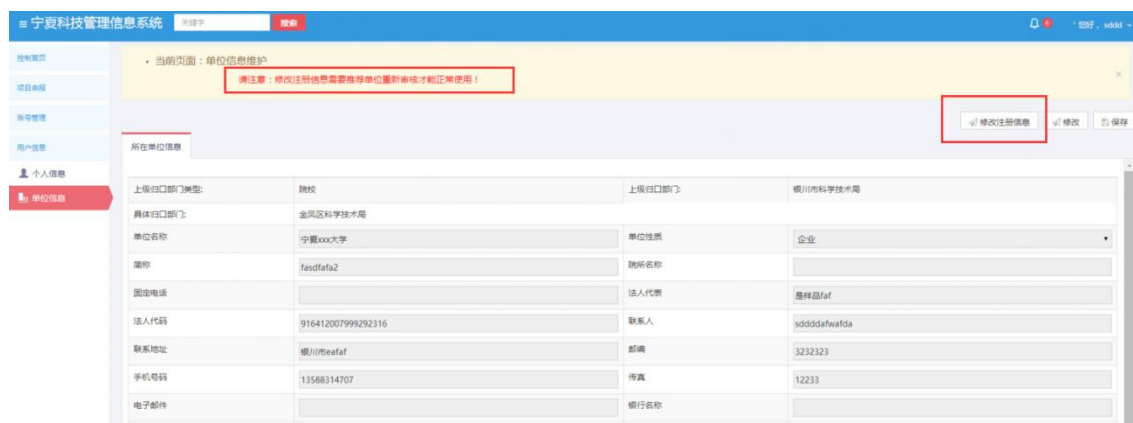 ≡ 宁夏科技管理信息系统 关键字 搜索 6 您好，sddd
控制首页
项目申报
账号管理
用户信息
个人信息
单位信息
• 当前页面：单位信息维护
请注意：修改注册信息需要推荐单位重新审核才能正常使用！
×
修改注册信息 修改 保存
所在单位信息
上级归口部门类型: 院校 上级归口部门: 银川市科学技术局
具体归口部门: 金凤区科学技术局
单位名称 宁夏xxx大学 单位性质 企业
简称 fasdfafa2 院所名称
固定电话 法人代表 是样品faf
法人代码 916412007999292316 联系人 sddddafwafda
联系地址 银川市eafaf 邮编 3232323
手机号码 13588314707 传真 12233
电子邮件 银行名称